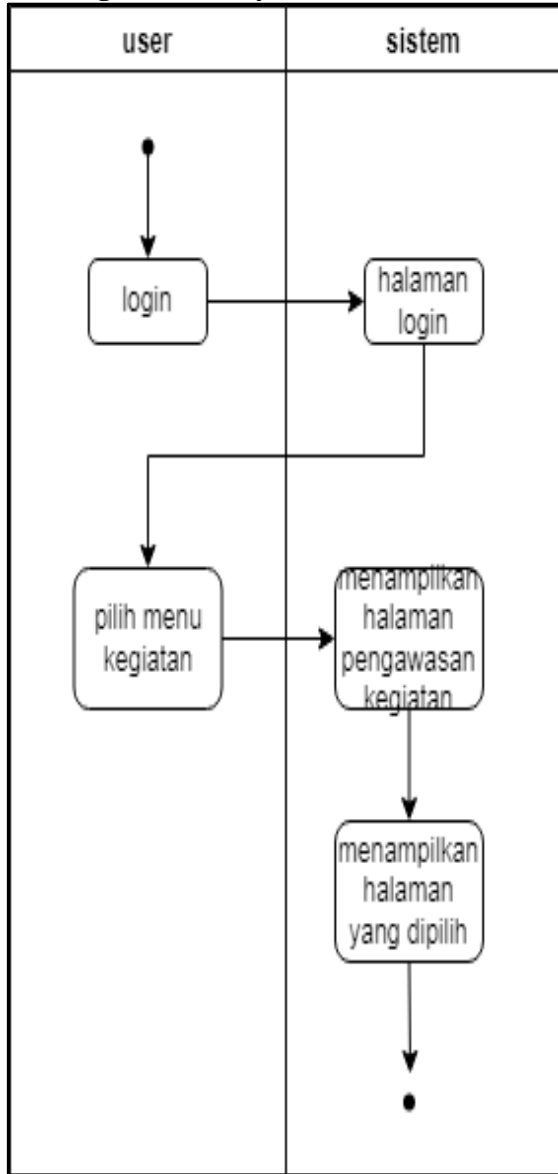 user
sistem
login
halaman
login
pilih menu
kegiatan
menampilkan
halaman
pengawasan
kegiatan
menampilkan
halaman
yang dipilih